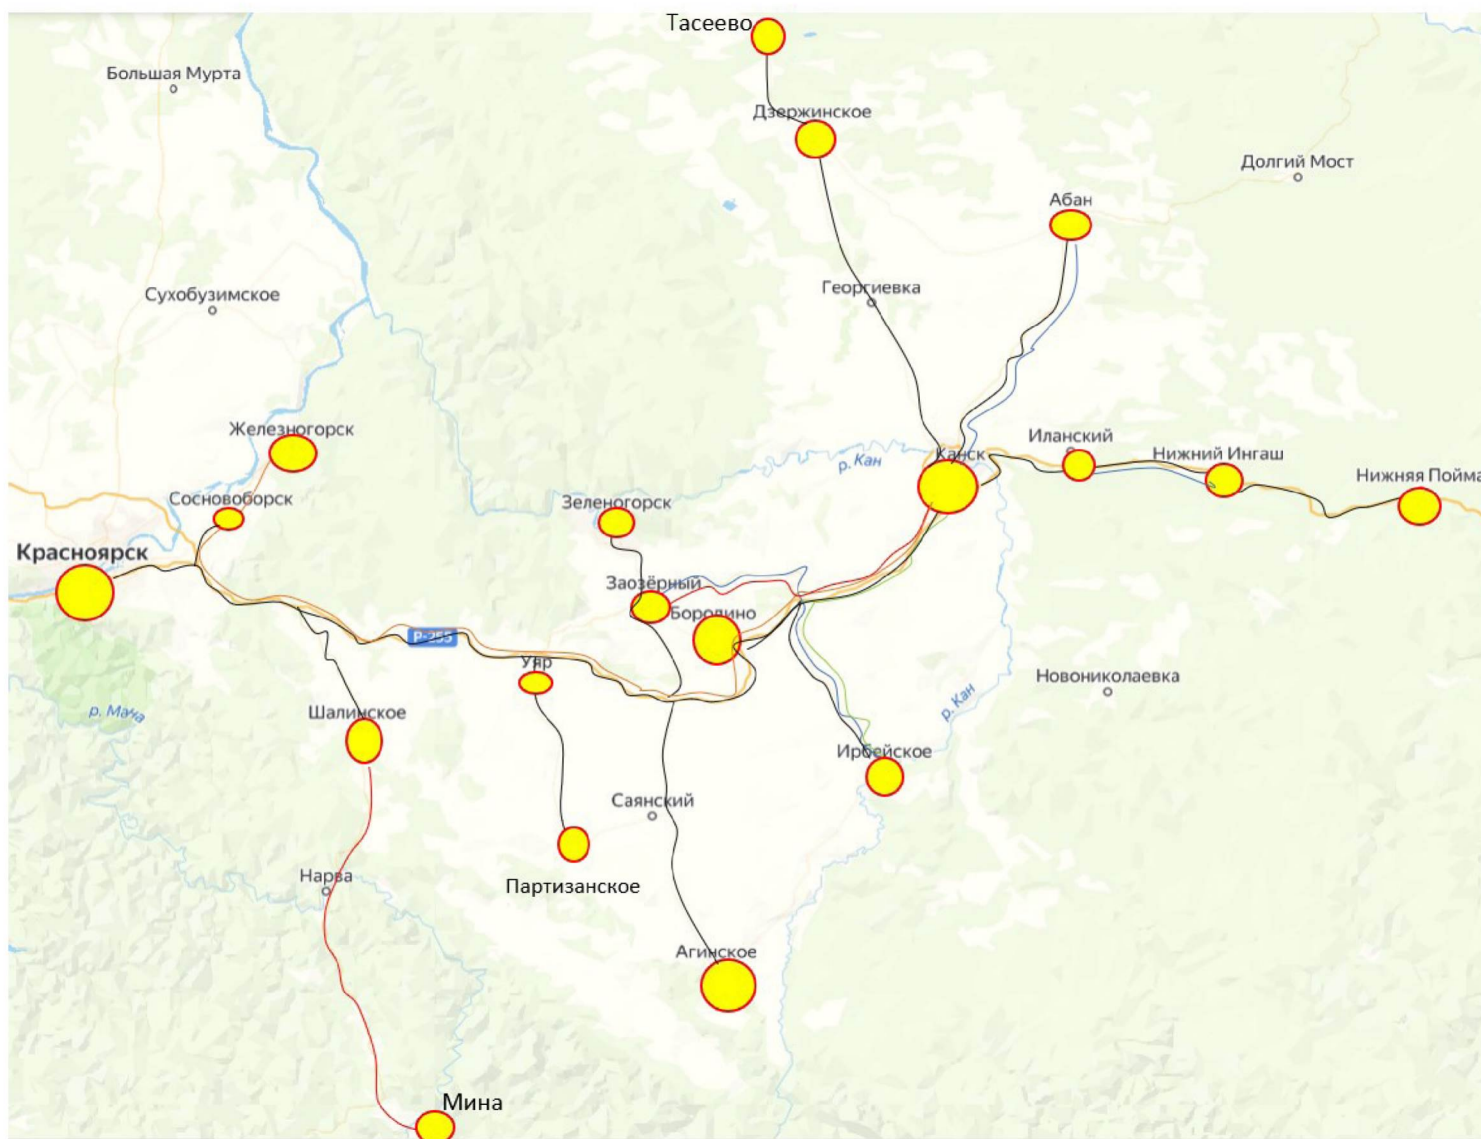 Тасеево
Большая Мурта
Дзержинское
Долгий Мост
Абан
Сухобузимское
Георгиевка
Железногорск
Иланский
Канск
Нижний Ингаш
р. Кан
Нижняя Пойма
Сосновоборск
Зеленогорск
Красноярск
Заозёрный
Бородино
Р-255
Уяр
Новониколаевка
р. Кан
р. Мача
Шалинское
Ирбейское
Саянский
Нарва
Партизанское
Агинское
Мина